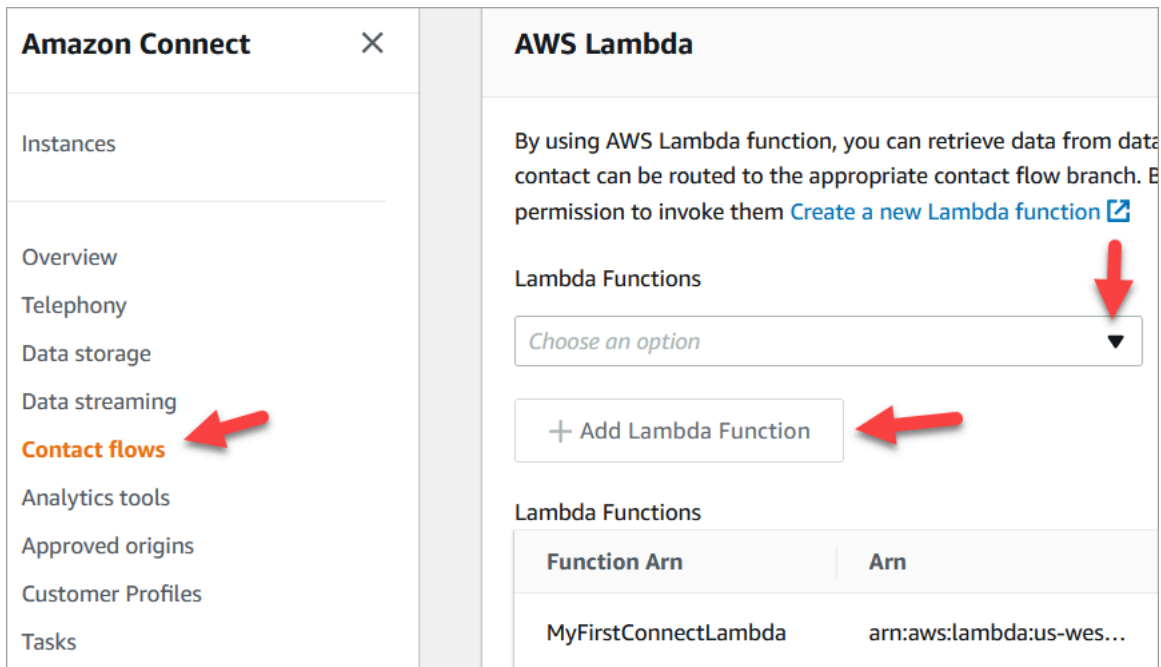 Amazon Connect
Instances
Overview
Telephony
Data storage
Data streaming
Contact flows
Analytics tools
Approved origins
Customer Profiles
Tasks
AWS Lambda
By using AWS Lambda function, you can retrieve data from data
contact can be routed to the appropriate contact flow branch. B
permission to invoke them Create a new Lambda function
Lambda Functions
Choose an option
+ Add Lambda Function
Lambda Functions
Function Arn Arn
MyFirstConnectLambda arn:aws:lambda:us-wes...